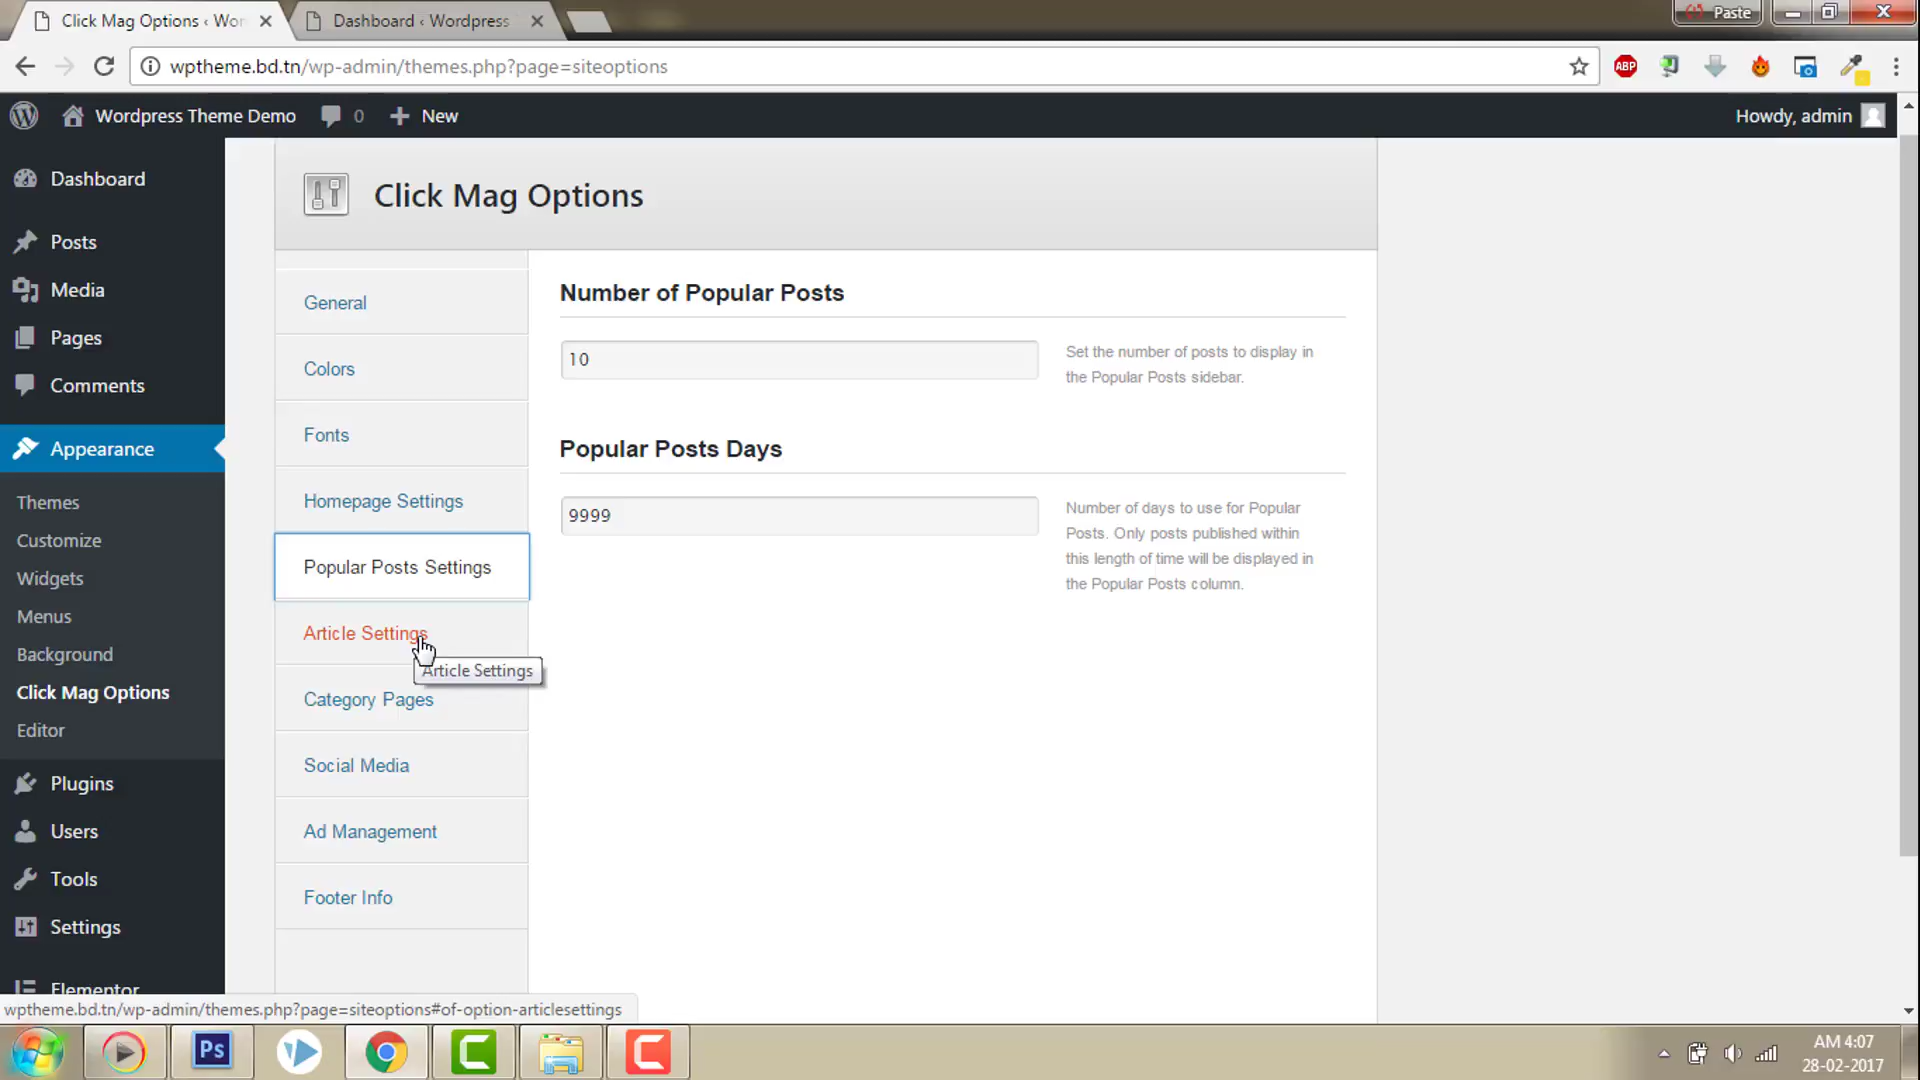 Click Mag Options ‹ Wor
Dashboard ‹ Wordpress
Paste
wptheme.bd.tn/wp-admin/themes.php?page=siteoptions
ABP
Wordpress Theme Demo
0
New
Howdy, admin
Dashboard
Posts
Media
Pages
Comments
Appearance
Themes
Customize
Widgets
Menus
Background
Click Mag Options
Editor
Plugins
Users
Tools
Settings
Elementor
Click Mag Options
General
Colors
Fonts
Homepage Settings
Popular Posts Settings
Article Settings
Article Settings
Category Pages
Social Media
Ad Management
Footer Info
Number of Popular Posts
10
Set the number of posts to display in
the Popular Posts sidebar.
Popular Posts Days
9999
Number of days to use for Popular
Posts. Only posts published within
this length of time will be displayed in
the Popular Posts column.
wptheme.bd.tn/wp-admin/themes.php?page=siteoptions#of-option-articlesettings
Ps
AM 4:07
28-02-2017